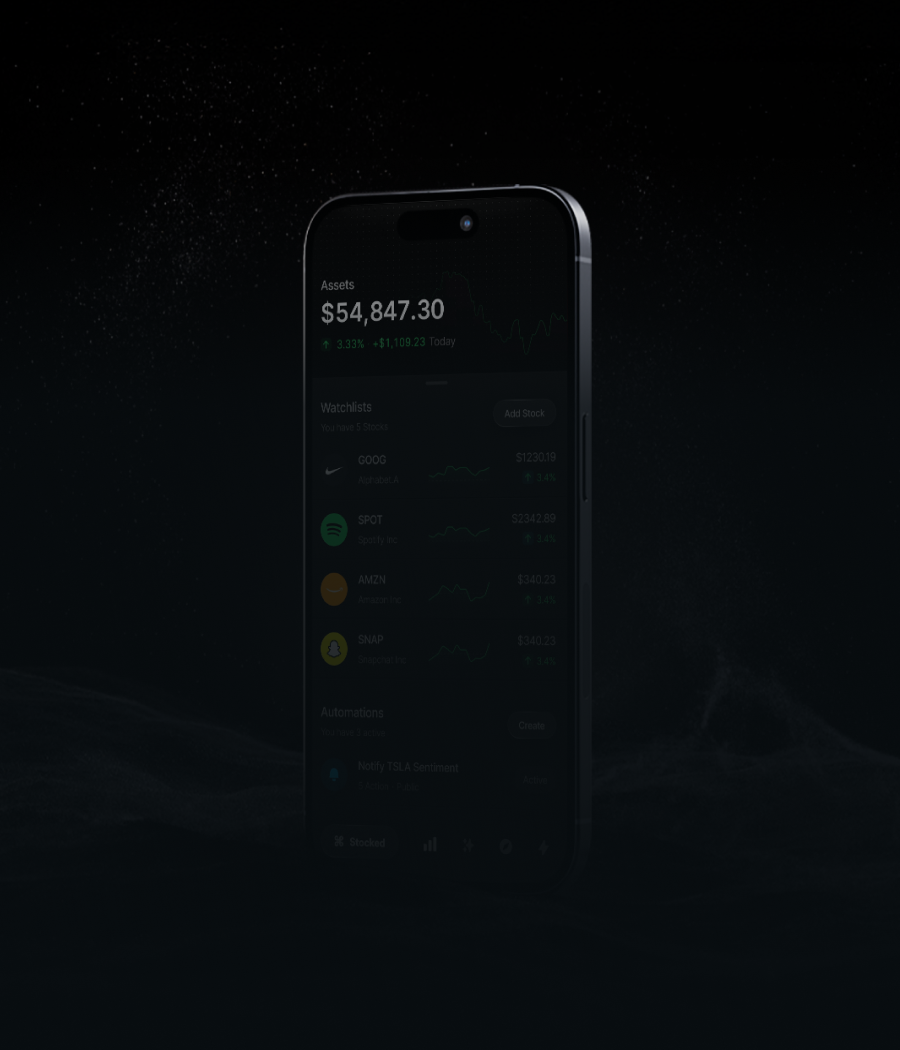 Assets
$54,847.30
3.33% +$1,109.23 Today
Watchlists
Add Stock
You have 5 Stocks
GOOG
$1230.19
Alphabet A
3.4%
SPOT
$2342.89
Spotify Inc
3.4%
AMZN
$340.23
Amazon Inc
3.4%
SNAP
$340.23
Snapchat Inc
3.4%
Automations
Create
You have 2 active
Notify TSLA Sentiment
Active
Stocked